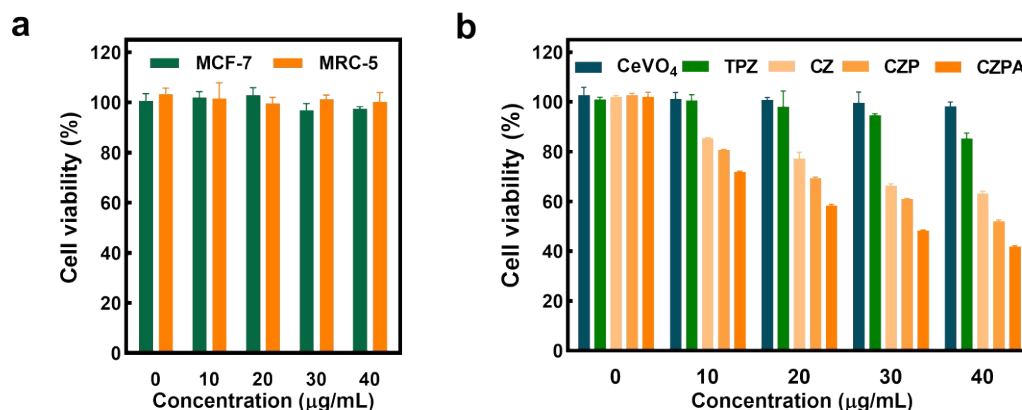 a
MCF-7 MRC-5
Cell viability (%)
120
100
80
60
40
20
0
0 10 20 30 40
Concentration (μg/mL)
b
CeVO₄ TPZ CZ CZP CZPA
Cell viability (%)
120
100
80
60
40
20
0
0 10 20 30 40
Concentration (μg/mL)